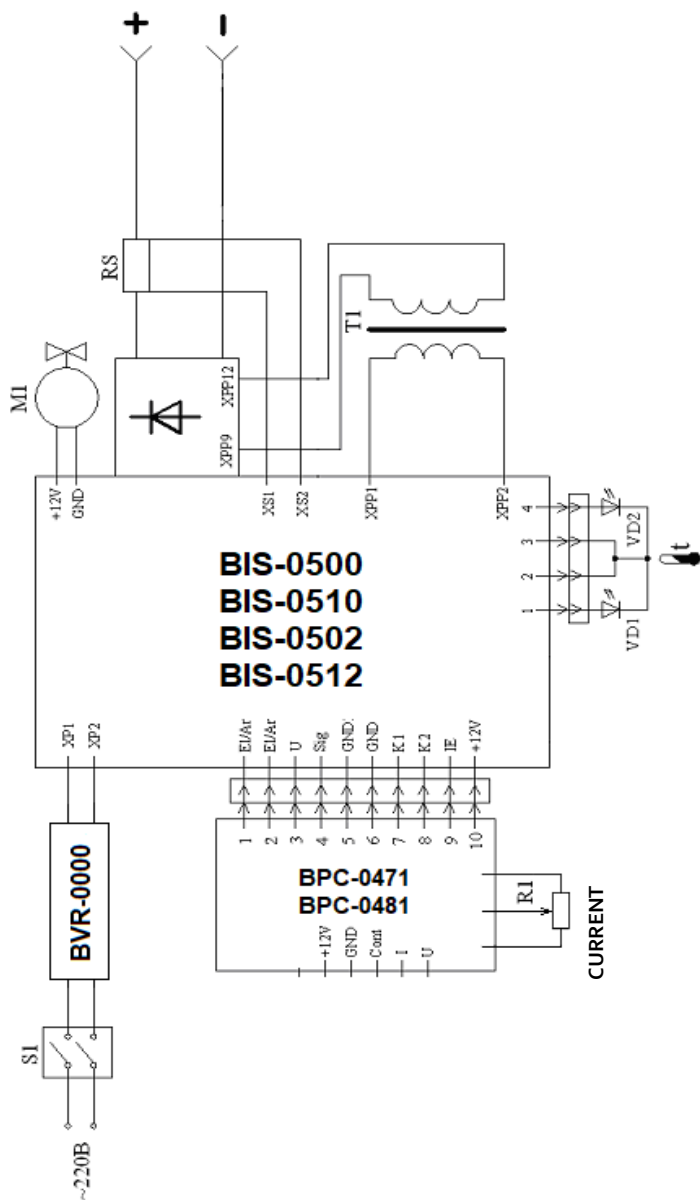 +
-
RS
T1
M1
XPP12
XPP9
+12V
GND
XS1
XS2
XPP1
XPP2
BIS-0500
BIS-0510
BIS-0502
BIS-0512
4
3
2
1
VD2
VD1
t
XP1
XP2
El/Ar
El/Ar
U
Sig
GND
GND
K1
K2
IE
+12V
BVR-0000
1
2
3
4
5
6
7
8
9
10
BPC-0471
BPC-0481
R1
CURRENT
+12V
GND
Cont
I
U
S1
~220В